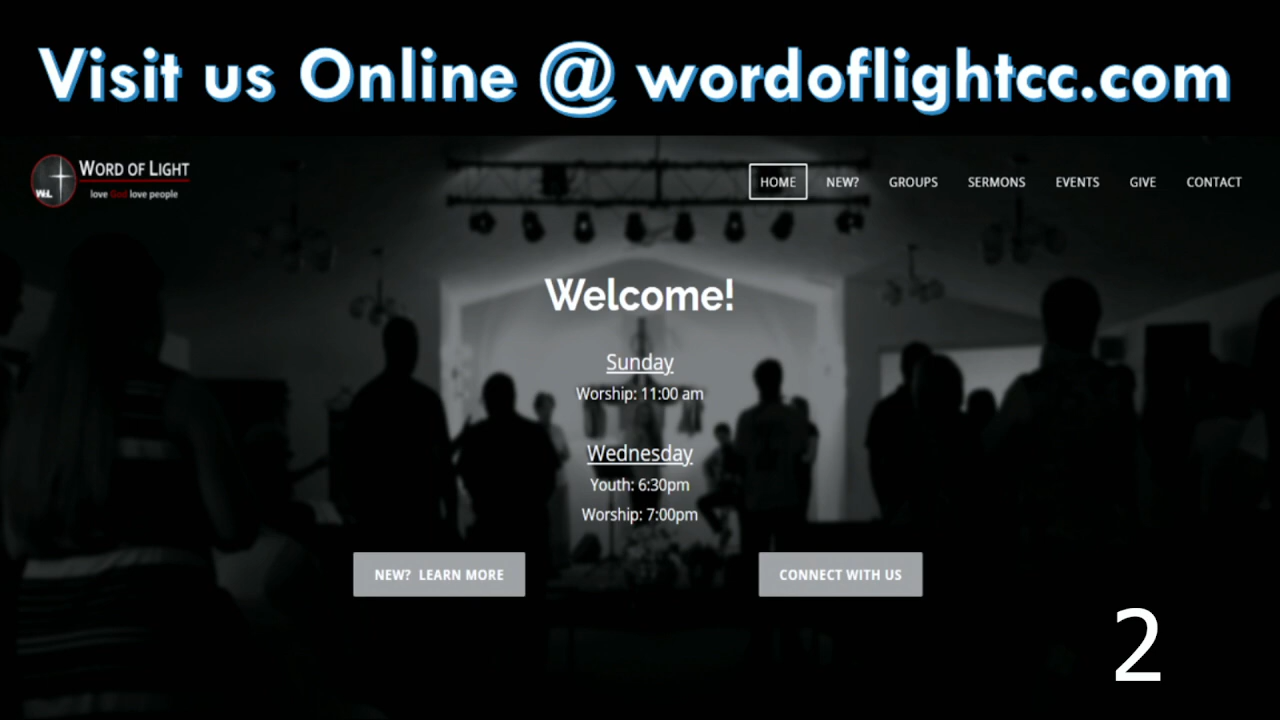 Visit us Online @ wordoflightcc.com
WORD OF LIGHT
WoL
love God love people
HOME NEW? GROUPS SERMONS EVENTS GIVE CONTACT
Welcome!
Sunday
Worship: 11:00 am
Wednesday
Youth: 6:30pm
Worship: 7:00pm
NEW? LEARN MORE
CONNECT WITH US
2